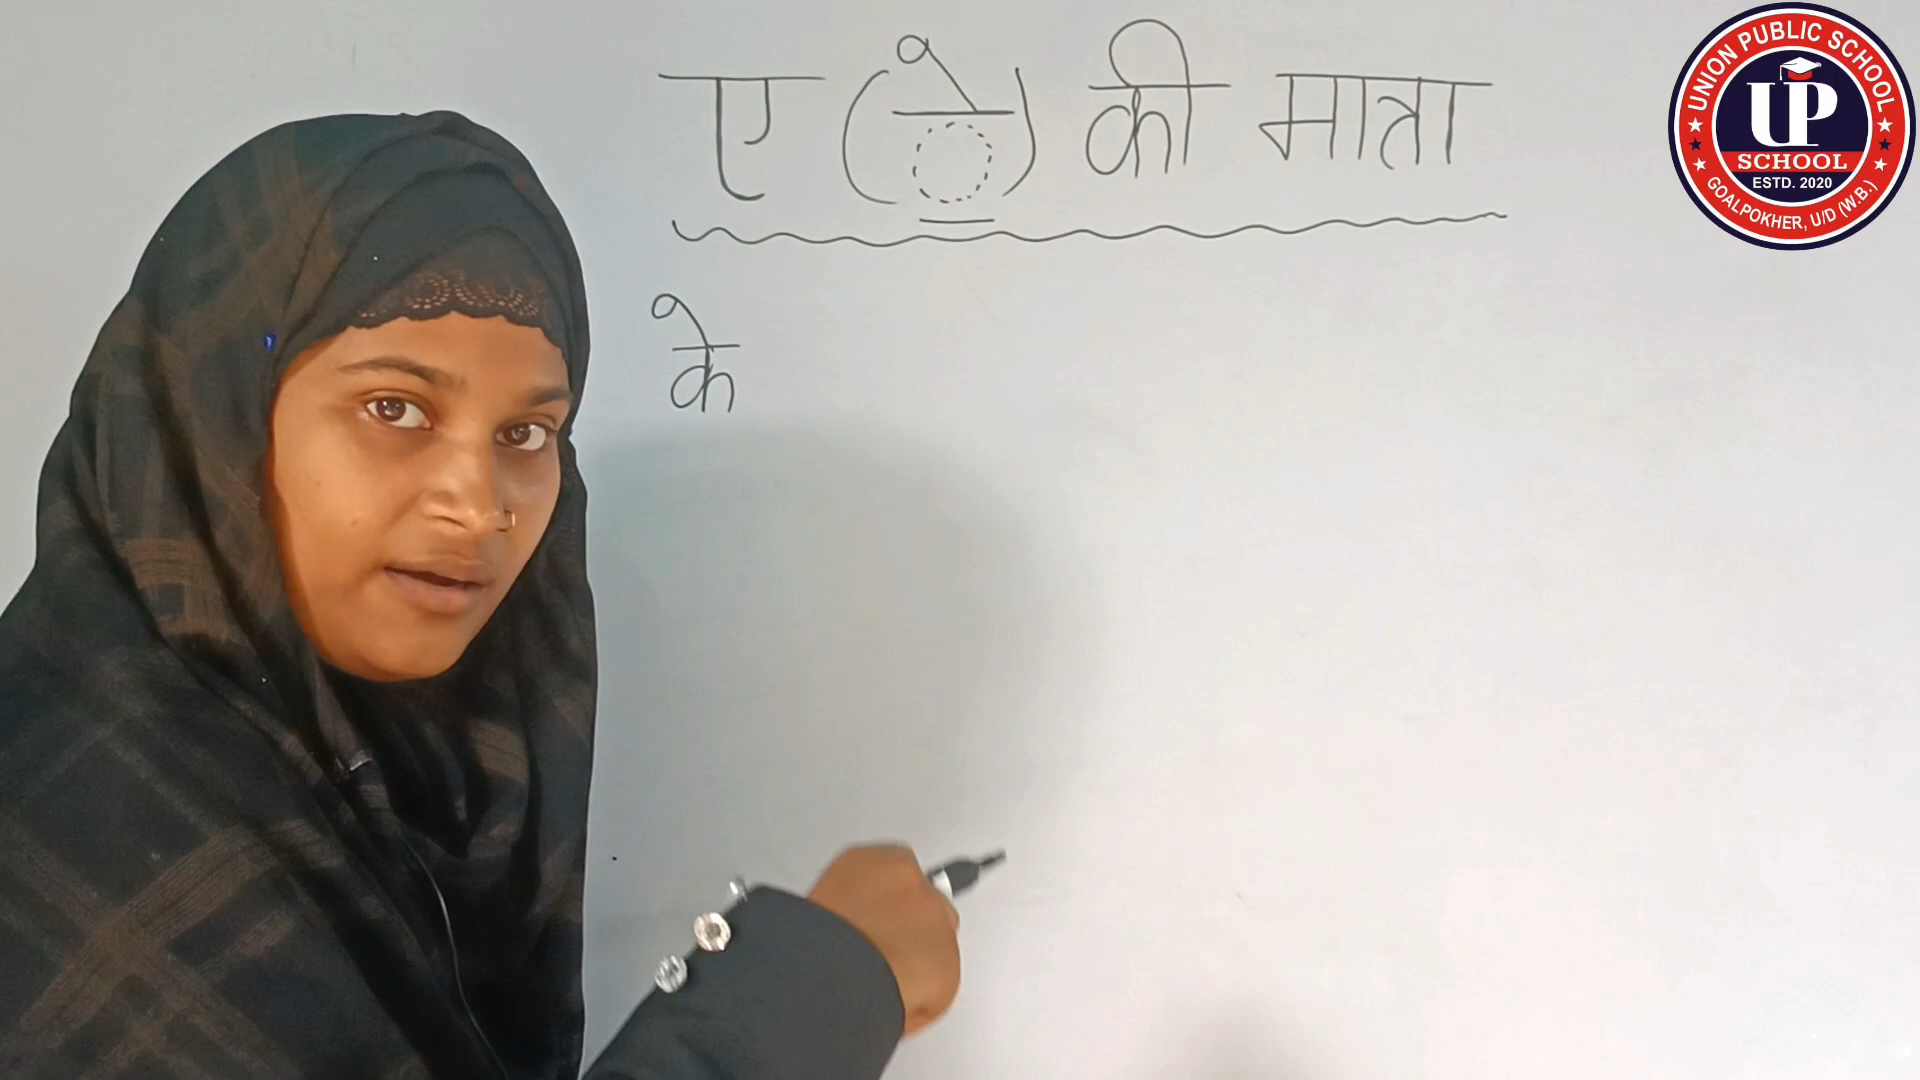 ए (े) की मात्रा
के
UNION PUBLIC SCHOOL
UP
SCHOOL
ESTD. 2020
GOALPOKHER, U/D (W.B.)